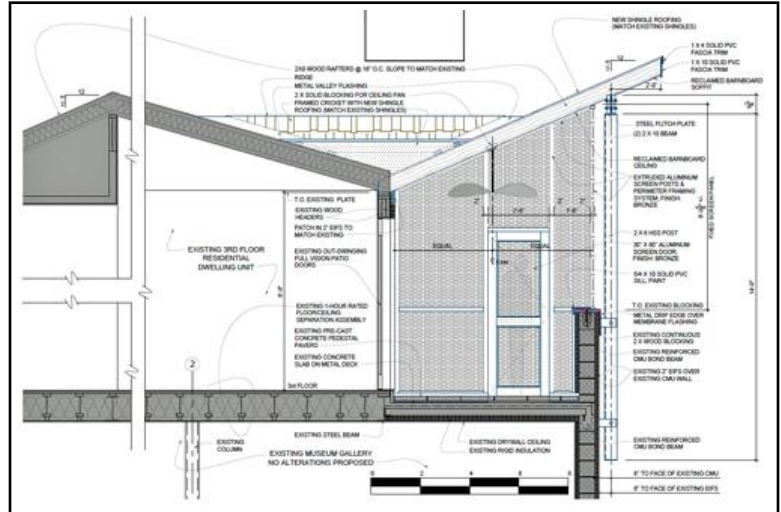 NEW SHINGLE ROOFING
(MATCH EXISTING SHINGLES)
1 X 4 SOLID PVC
FASCIA TRIM
1 X 10 SOLID PVC
FASCIA TRIM
RECLAIMED BARNBOARD
SOFFIT
12
12
2X8 WOOD RAFTERS @ 16" O.C. SLOPE TO MATCH EXISTING
RIDGE
METAL VALLEY FLASHING
2 X SOLID BLOCKING FOR CEILING FAN
FRAMED CRICKET WITH NEW SHINGLE
ROOFING (MATCH EXISTING SHINGLES)
2'-6"
STEEL FLITCH PLATE
(2) 2 X 10 BEAM
RECLAIMED BARNBOARD
CEILING
EXTRUDED ALUMINUM
SCREEN POSTS &
PERIMETER FRAMING
SYSTEM, FINISH:
BRONZE
FIXED SCREEN PANEL
2 X 6 HSS POST
36" X 80" ALUMINUM
SCREEN DOOR,
FINISH: BRONZE
5/4 X 10 SOLID PVC
SILL, PAINT
T.O. EXISTING BLOCKING
METAL DRIP EDGE OVER
MEMBRANE FLASHING
EXISTING CONTINUOUS
2 X WOOD BLOCKING
EXISTING REINFORCED
CMU BOND BEAM
EXISTING 2" EIFS OVER
EXISTING CMU WALL
EXISTING REINFORCED
CMU BOND BEAM
6" TO FACE OF EXISTING CMU
8" TO FACE OF EXISTING EIFS
T.O. EXISTING PLATE
EXISTING WOOD
HEADERS
PATCH IN 2" EIFS TO
MATCH EXISTING
EXISTING OUT-SWINGING
FULL VISION PATIO
DOORS
EXISTING 1-HOUR RATED
FLOOR/CEILING
SEPARATION ASSEMBLY
EXISTING PRE-CAST
CONCRETE PEDESTAL
PAVERS
EXISTING CONCRETE
SLAB ON METAL DECK
3rd FLOOR
EQUAL
EQUAL
2"
2"
2"
EXISTING 3RD FLOOR
RESIDENTIAL
DWELLING UNIT
2
EXISTING
COLUMN
EXISTING STEEL BEAM
EXISTING MUSEUM GALLERY
NO ALTERATIONS PROPOSED
EXISTING DRYWALL CEILING
EXISTING RIGID INSULATION
0
2
4
6
8